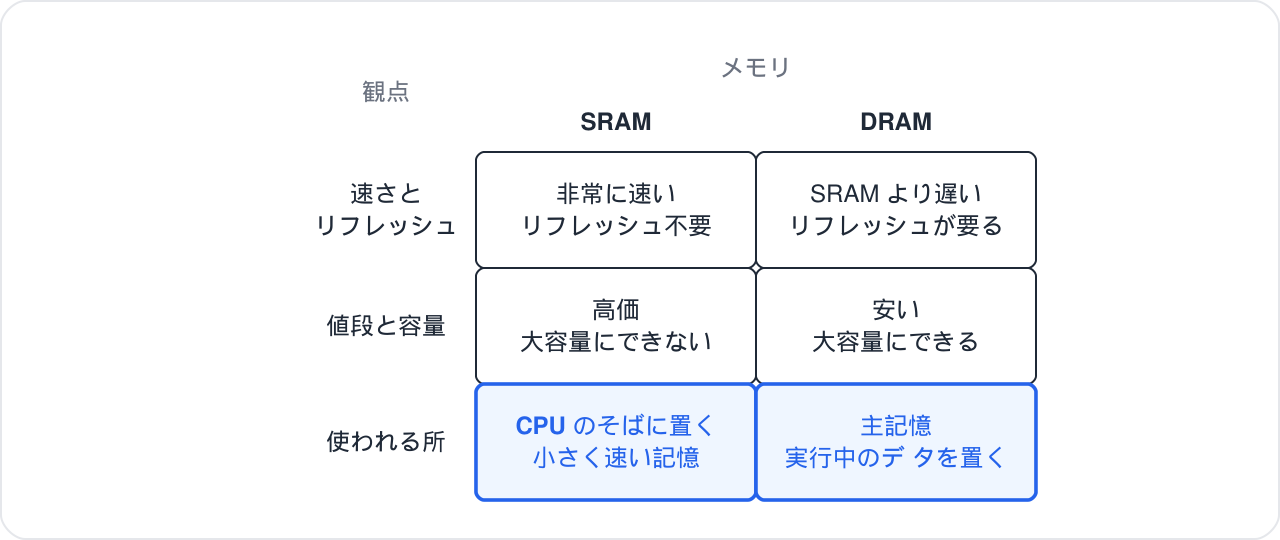 観点
メモリ
SRAM
DRAM
速さと
リフレッシュ
非常に速い
リフレッシュ不要
SRAM より遅い
リフレッシュが要る
値段と容量
高価
大容量にできない
安い
大容量にできる
使われる所
CPU のそばに置く
小さく速い記憶
主記憶
実行中のデ タを置く